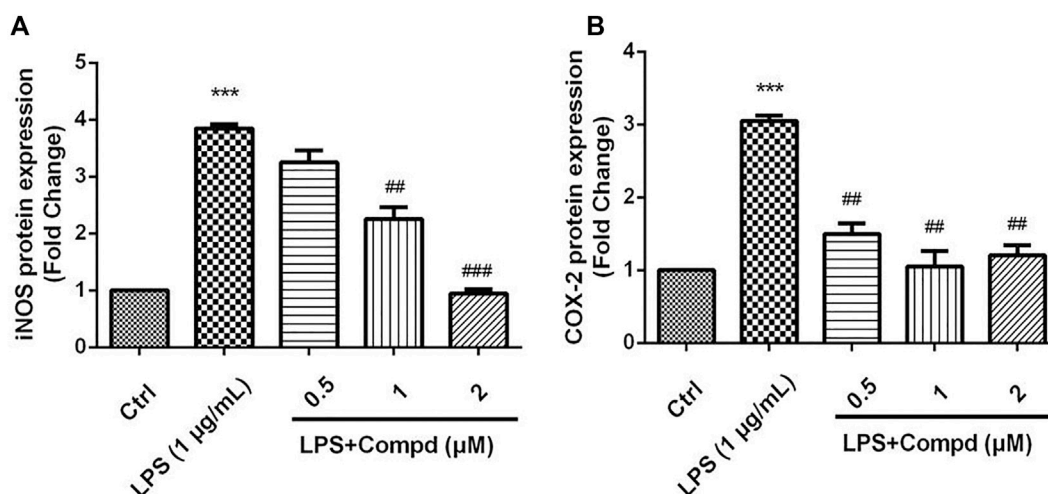 A
iNOS protein expression
(Fold Change)
5
4
3
2
1
0
***
##
###
Ctrl
LPS (1 µg/mL)
0.5
1
2
LPS+Compd (µM)
B
COX-2 protein expression
(Fold Change)
4
3
2
1
0
***
##
##
##
Ctrl
LPS (1 µg/mL)
0.5
1
2
LPS+Compd (µM)